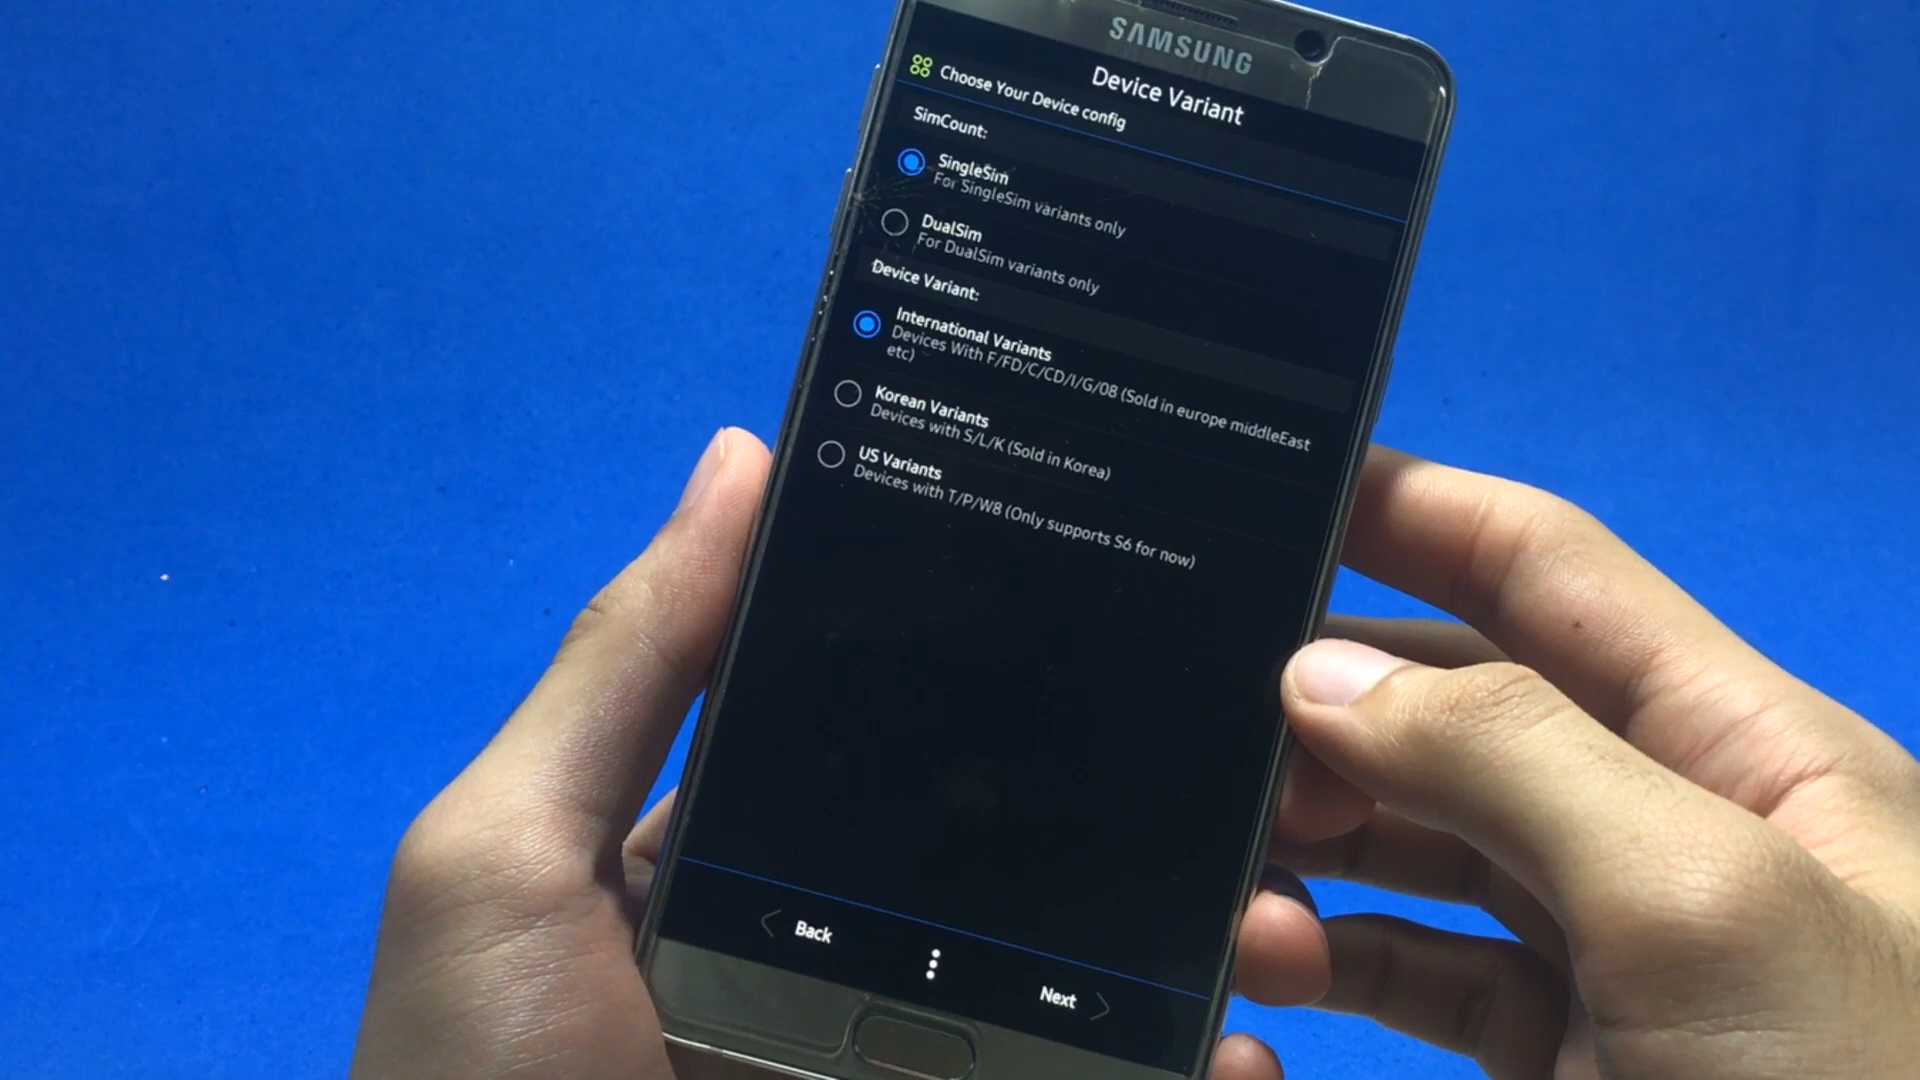 SAMSUNG
Device Variant
Choose Your Device config
SimCount:
SingleSim
For SingleSim variants only
DualSim
For DualSim variants only
Device Variant:
International Variants
Devices With F/FD/C/CD/I/G/08 (Sold in europe middleEast
etc)
Korean Variants
Devices with S/L/K (Sold in Korea)
US Variants
Devices with T/P/W8 (Only supports S6 for now)
Back
Next